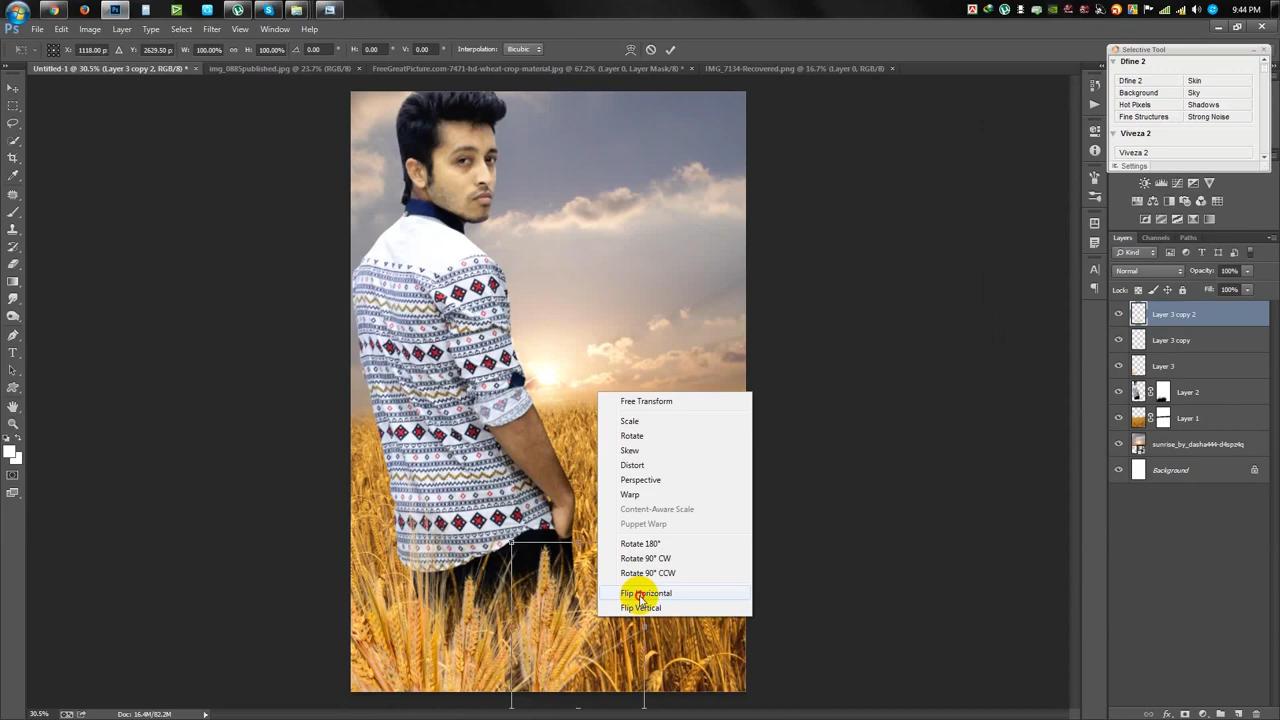 9:44 PM
File Edit Image Layer Type Select Filter View Window Help
X: 1118.00 p Y: 2629.50 p W: 100.00% H: 100.00% 0.00 ° H: 0.00 ° V: 0.00 ° Interpolation: Bicubic
Untitled-1 @ 30.5% (Layer 3 copy 2, RGB/8) * × img_0885published.jpg @ 23.7% (RGB/8) × FreeGreatPicture.com-7471-hd-wheat-crop-material.jpg @ 67.2% (Layer 0, Layer Mask/8) * × IMG_7134-Recovered.png @ 16.7% (Layer 0, RGB/8) ×
Selective Tool
Dfine 2
Dfine 2 Skin
Background Sky
Hot Pixels Shadows
Fine Structures Strong Noise
Viveza 2
Viveza 2
Settings
Layers Channels Paths
Kind
Normal Opacity: 100%
Lock: Fill: 100%
Layer 3 copy 2
Layer 3 copy
Layer 3
Layer 2
Layer 1
sunrise_by_dasha444-d4spz4q
Background
Free Transform
Scale
Rotate
Skew
Distort
Perspective
Warp
Content-Aware Scale
Puppet Warp
Rotate 180°
Rotate 90° CW
Rotate 90° CCW
Flip Horizontal
Flip Vertical
30.5% Doc: 16.4M/82.2M